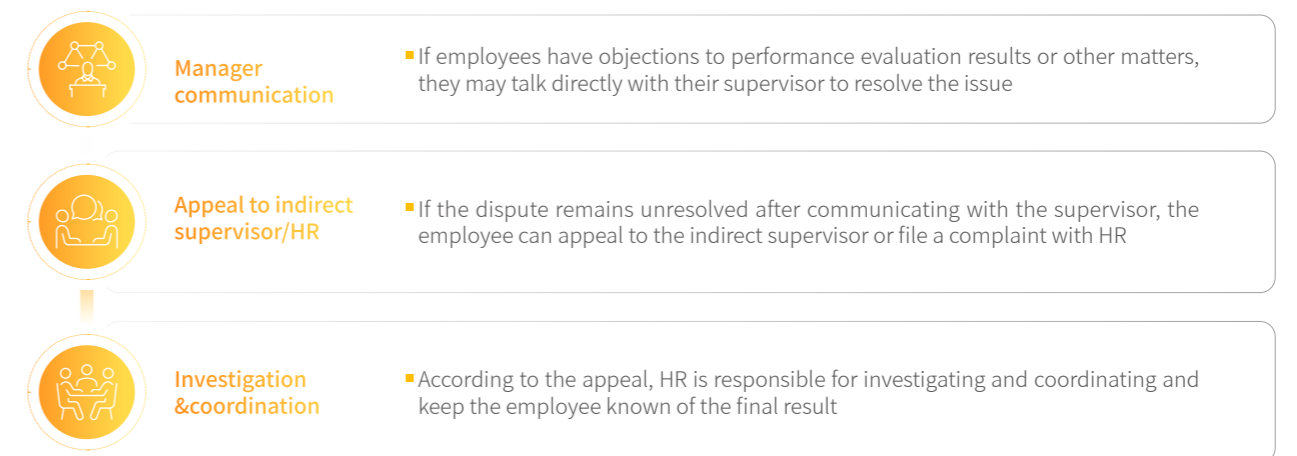 Manager
communication
▪ If employees have objections to performance evaluation results or other matters,
they may talk directly with their supervisor to resolve the issue
Appeal to indirect
supervisor/HR
▪ If the dispute remains unresolved after communicating with the supervisor, the
employee can appeal to the indirect supervisor or file a complaint with HR
Investigation
&coordination
▪ According to the appeal, HR is responsible for investigating and coordinating and
keep the employee known of the final result